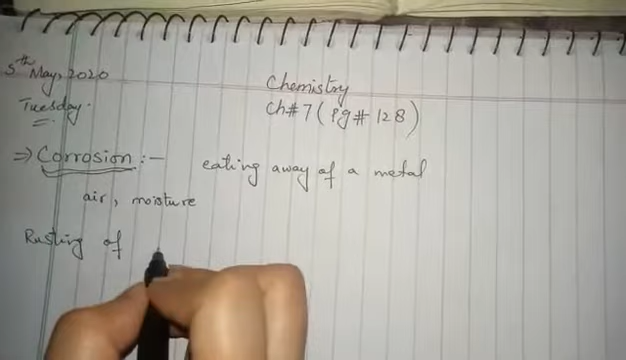 5th May, 2020
Chemistry
Tuesday.
Ch#7 (Pg# 128)
⇒ Corrosion :- eating away of a metal
air, moisture
Rusting of